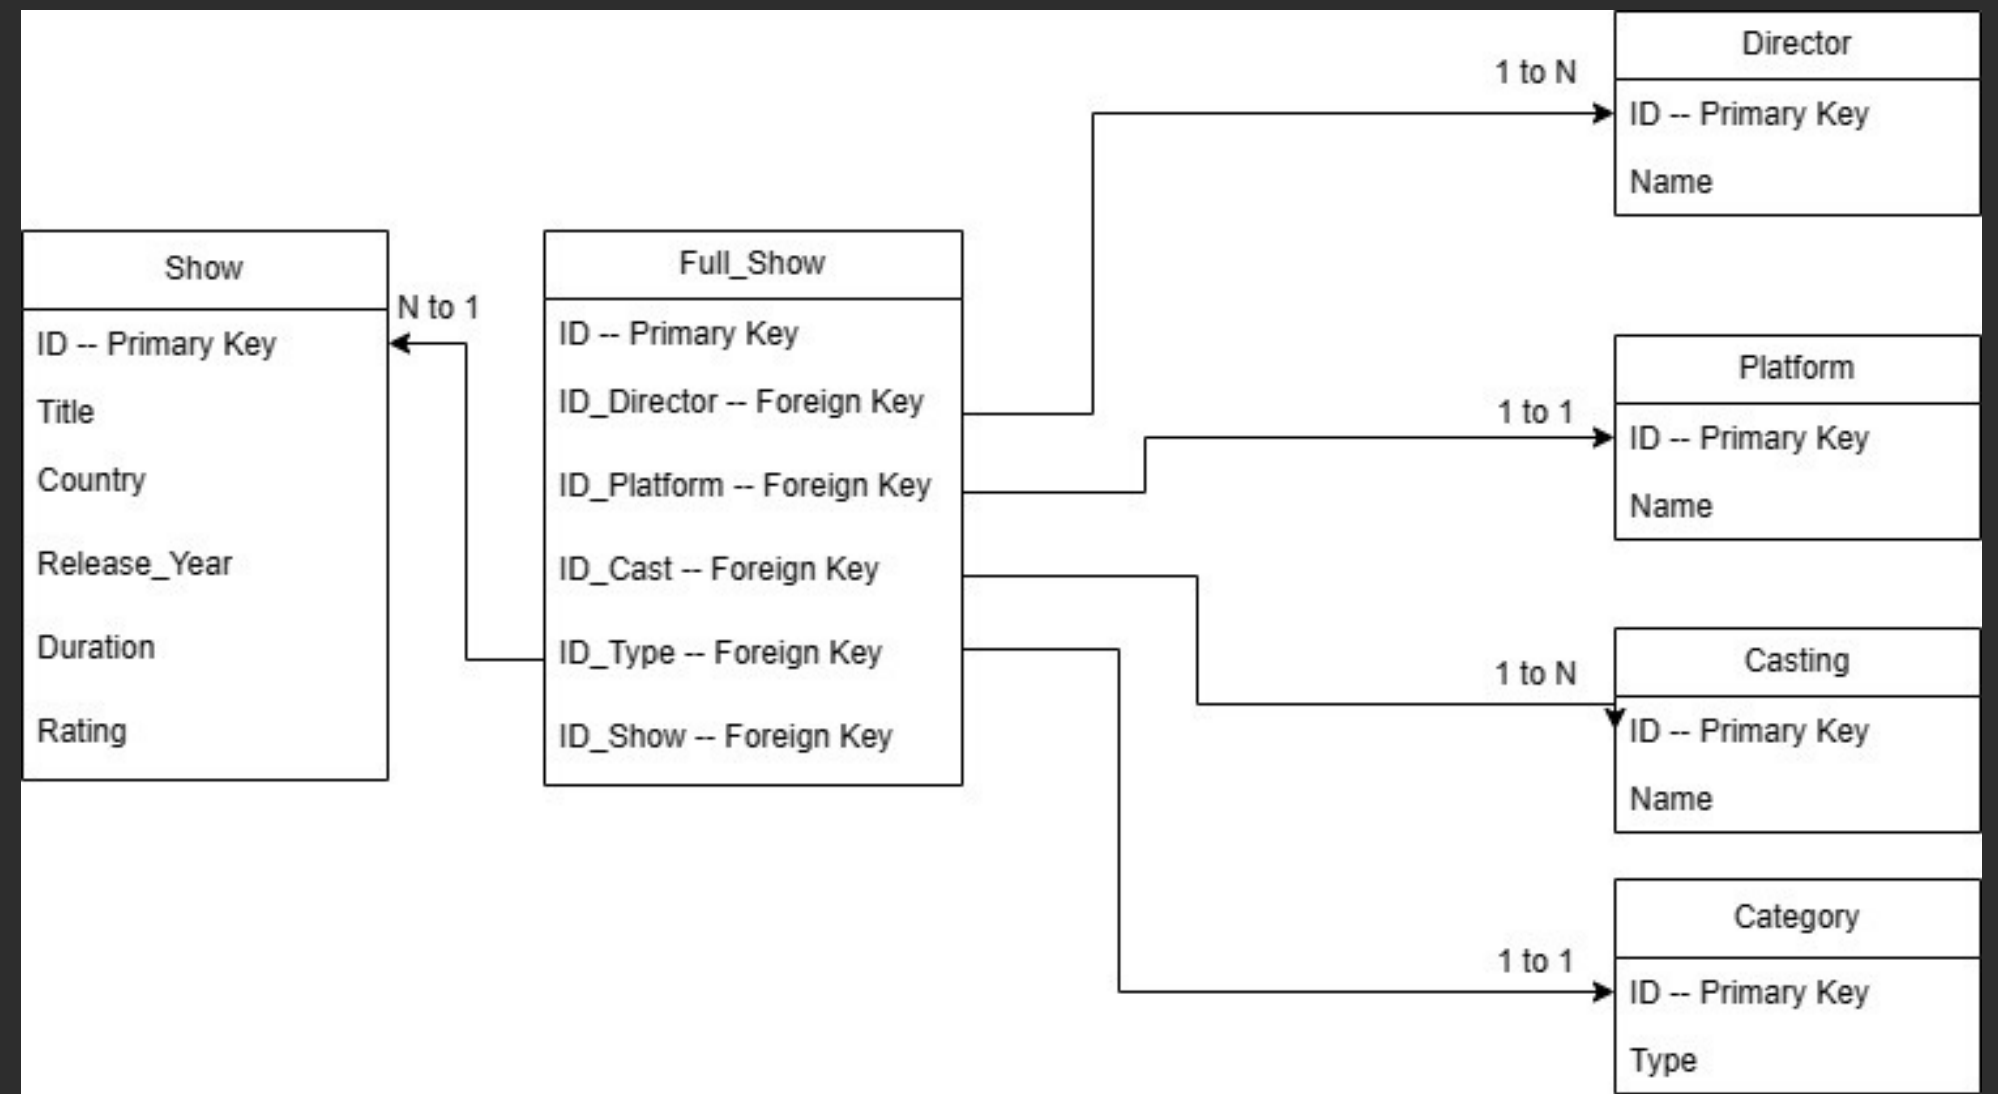 Show
ID -- Primary Key
Title
Country
Release_Year
Duration
Rating
N to 1
Full_Show
ID -- Primary Key
ID_Director -- Foreign Key
ID_Platform -- Foreign Key
ID_Cast -- Foreign Key
ID_Type -- Foreign Key
ID_Show -- Foreign Key
1 to N
Director
ID -- Primary Key
Name
1 to 1
Platform
ID -- Primary Key
Name
1 to N
Casting
ID -- Primary Key
Name
1 to 1
Category
ID -- Primary Key
Type